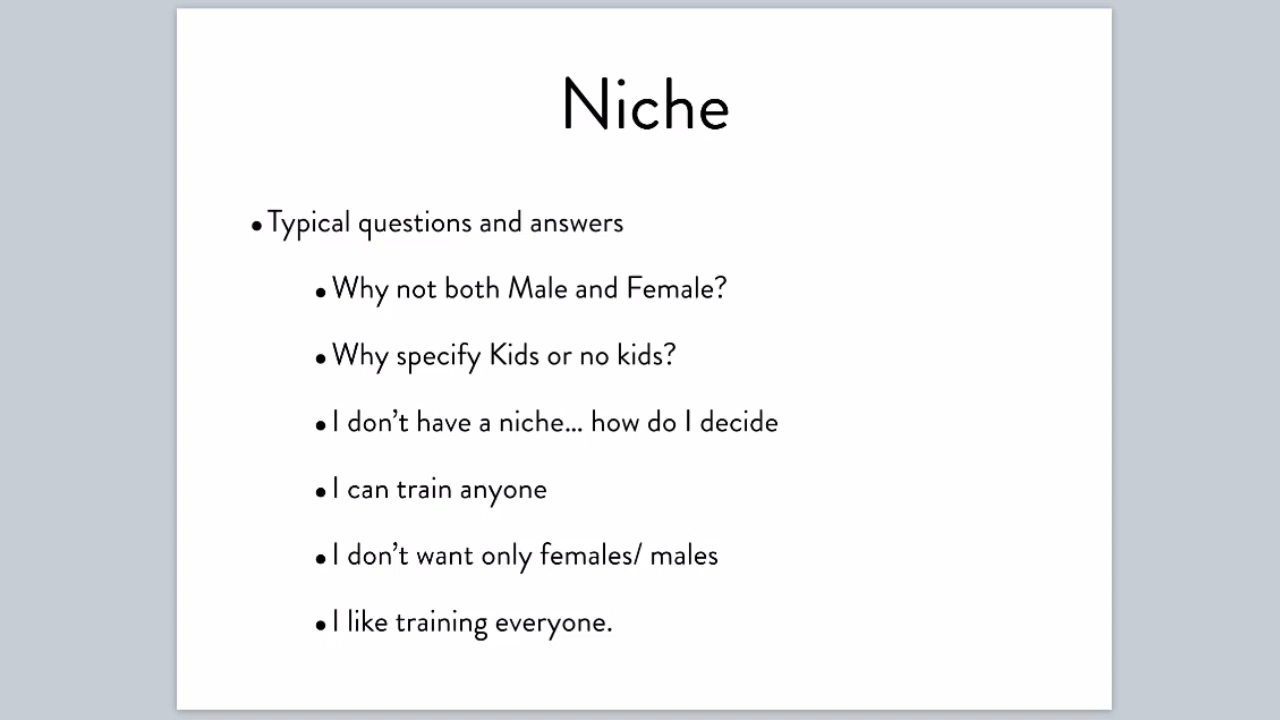 Niche
• Typical questions and answers
• Why not both Male and Female?
• Why specify Kids or no kids?
• I don't have a niche... how do I decide
• I can train anyone
• I don't want only females/ males
• I like training everyone.